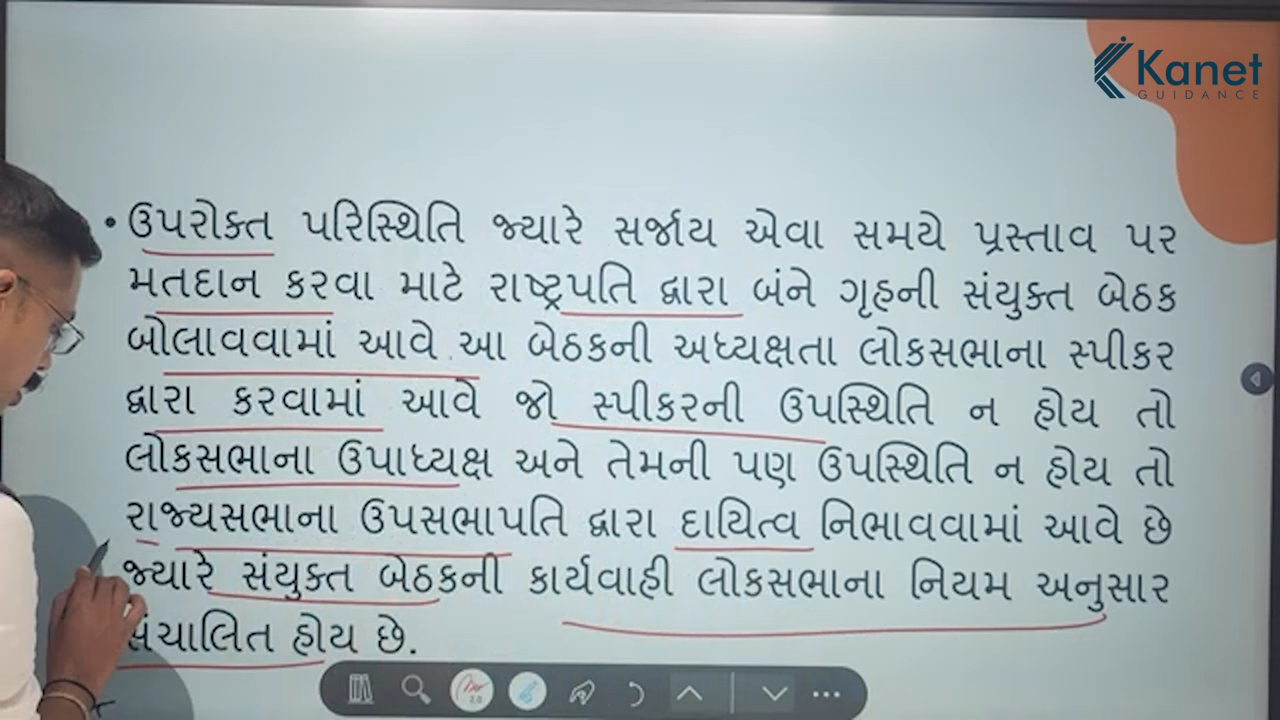 Kanet
GUIDANCE
• ઉપરોક્ત પરિસ્થિતિ જ્યારે સર્જાય એવા સમયે પ્રસ્તાવ પર
મતદાન કરવા માટે રાષ્ટ્રપતિ દ્વારા બંને ગૃહની સંયુક્ત બેઠક
બોલાવવામાં આવે .આ બેઠકની અધ્યક્ષતા લોકસભાના સ્પીકર
દ્વારા કરવામાં આવે જો સ્પીકરની ઉપસ્થિતિ ન હોય તો
લોકસભાના ઉપાધ્યક્ષ અને તેમની પણ ઉપસ્થિતિ ન હોય તો
રાજ્યસભાના ઉપસભાપતિ દ્વારા દાયિત્વ નિભાવવામાં આવે છે
જ્યારે સંયુક્ત બેઠકની કાર્યવાહી લોકસભાના નિયમ અનુસાર
સંચાલિત હોય છે.
2.0